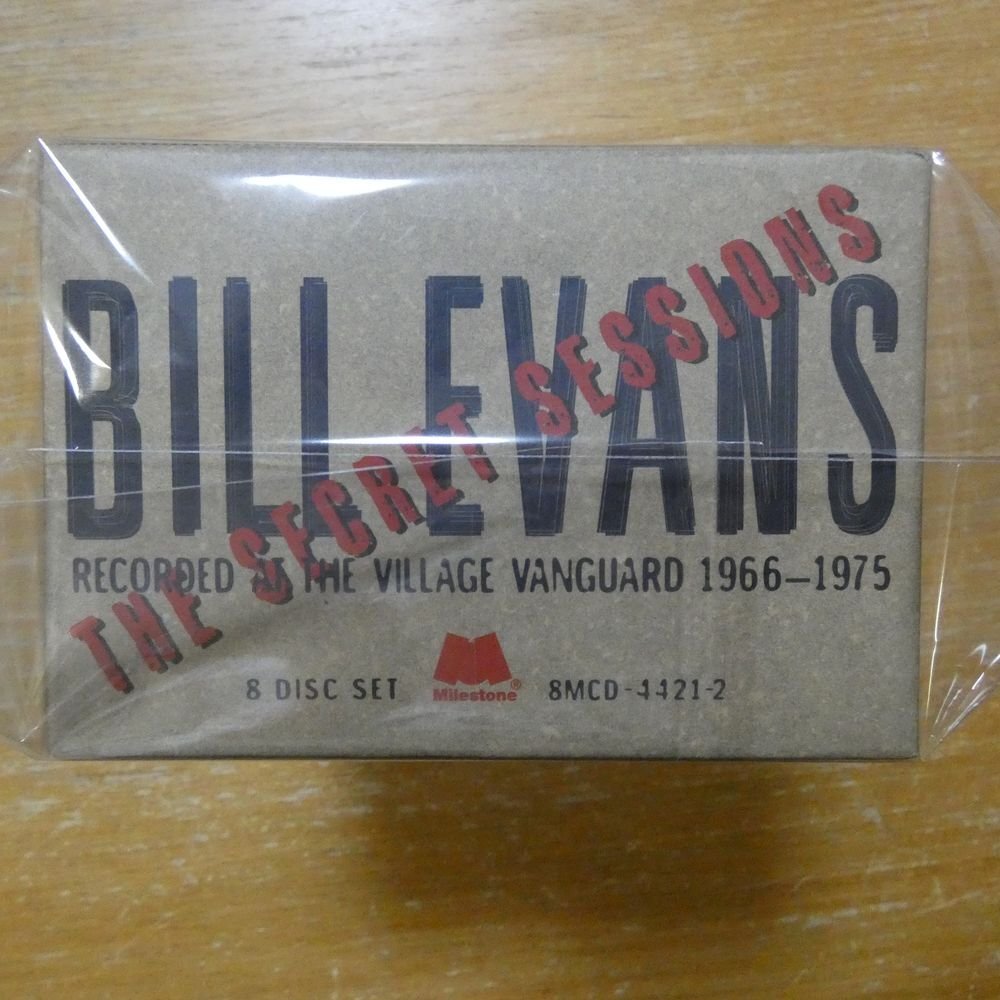 BILL EVANS
THE SECRET SESSIONS
RECORDED AT THE VILLAGE VANGUARD 1966–1975
8 DISC SET Milestone® 8MCD-4421-2